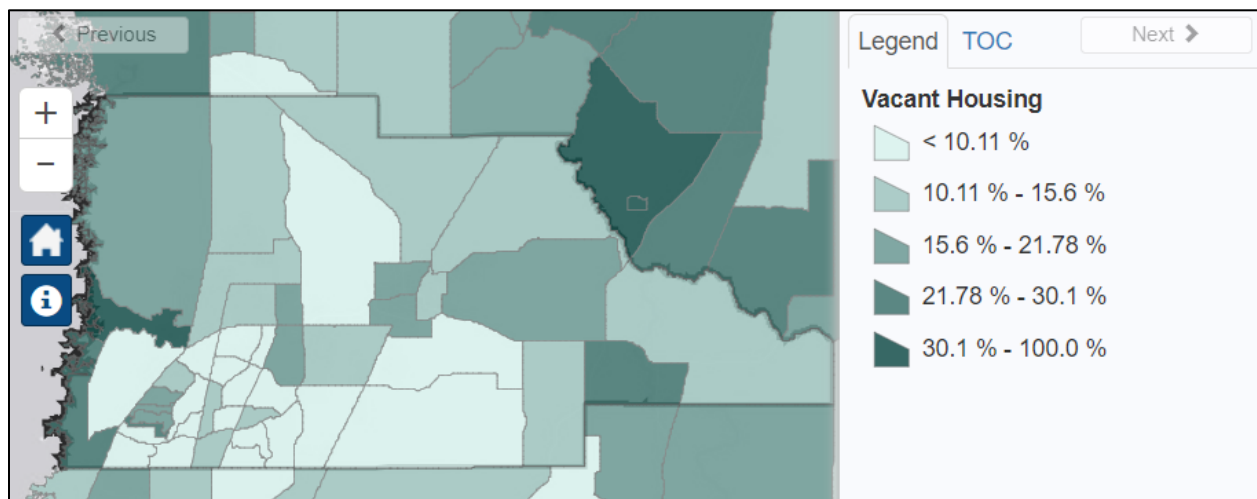 Previous
+
−
Legend TOC Next
Vacant Housing
< 10.11 %
10.11 % - 15.6 %
15.6 % - 21.78 %
21.78 % - 30.1 %
30.1 % - 100.0 %